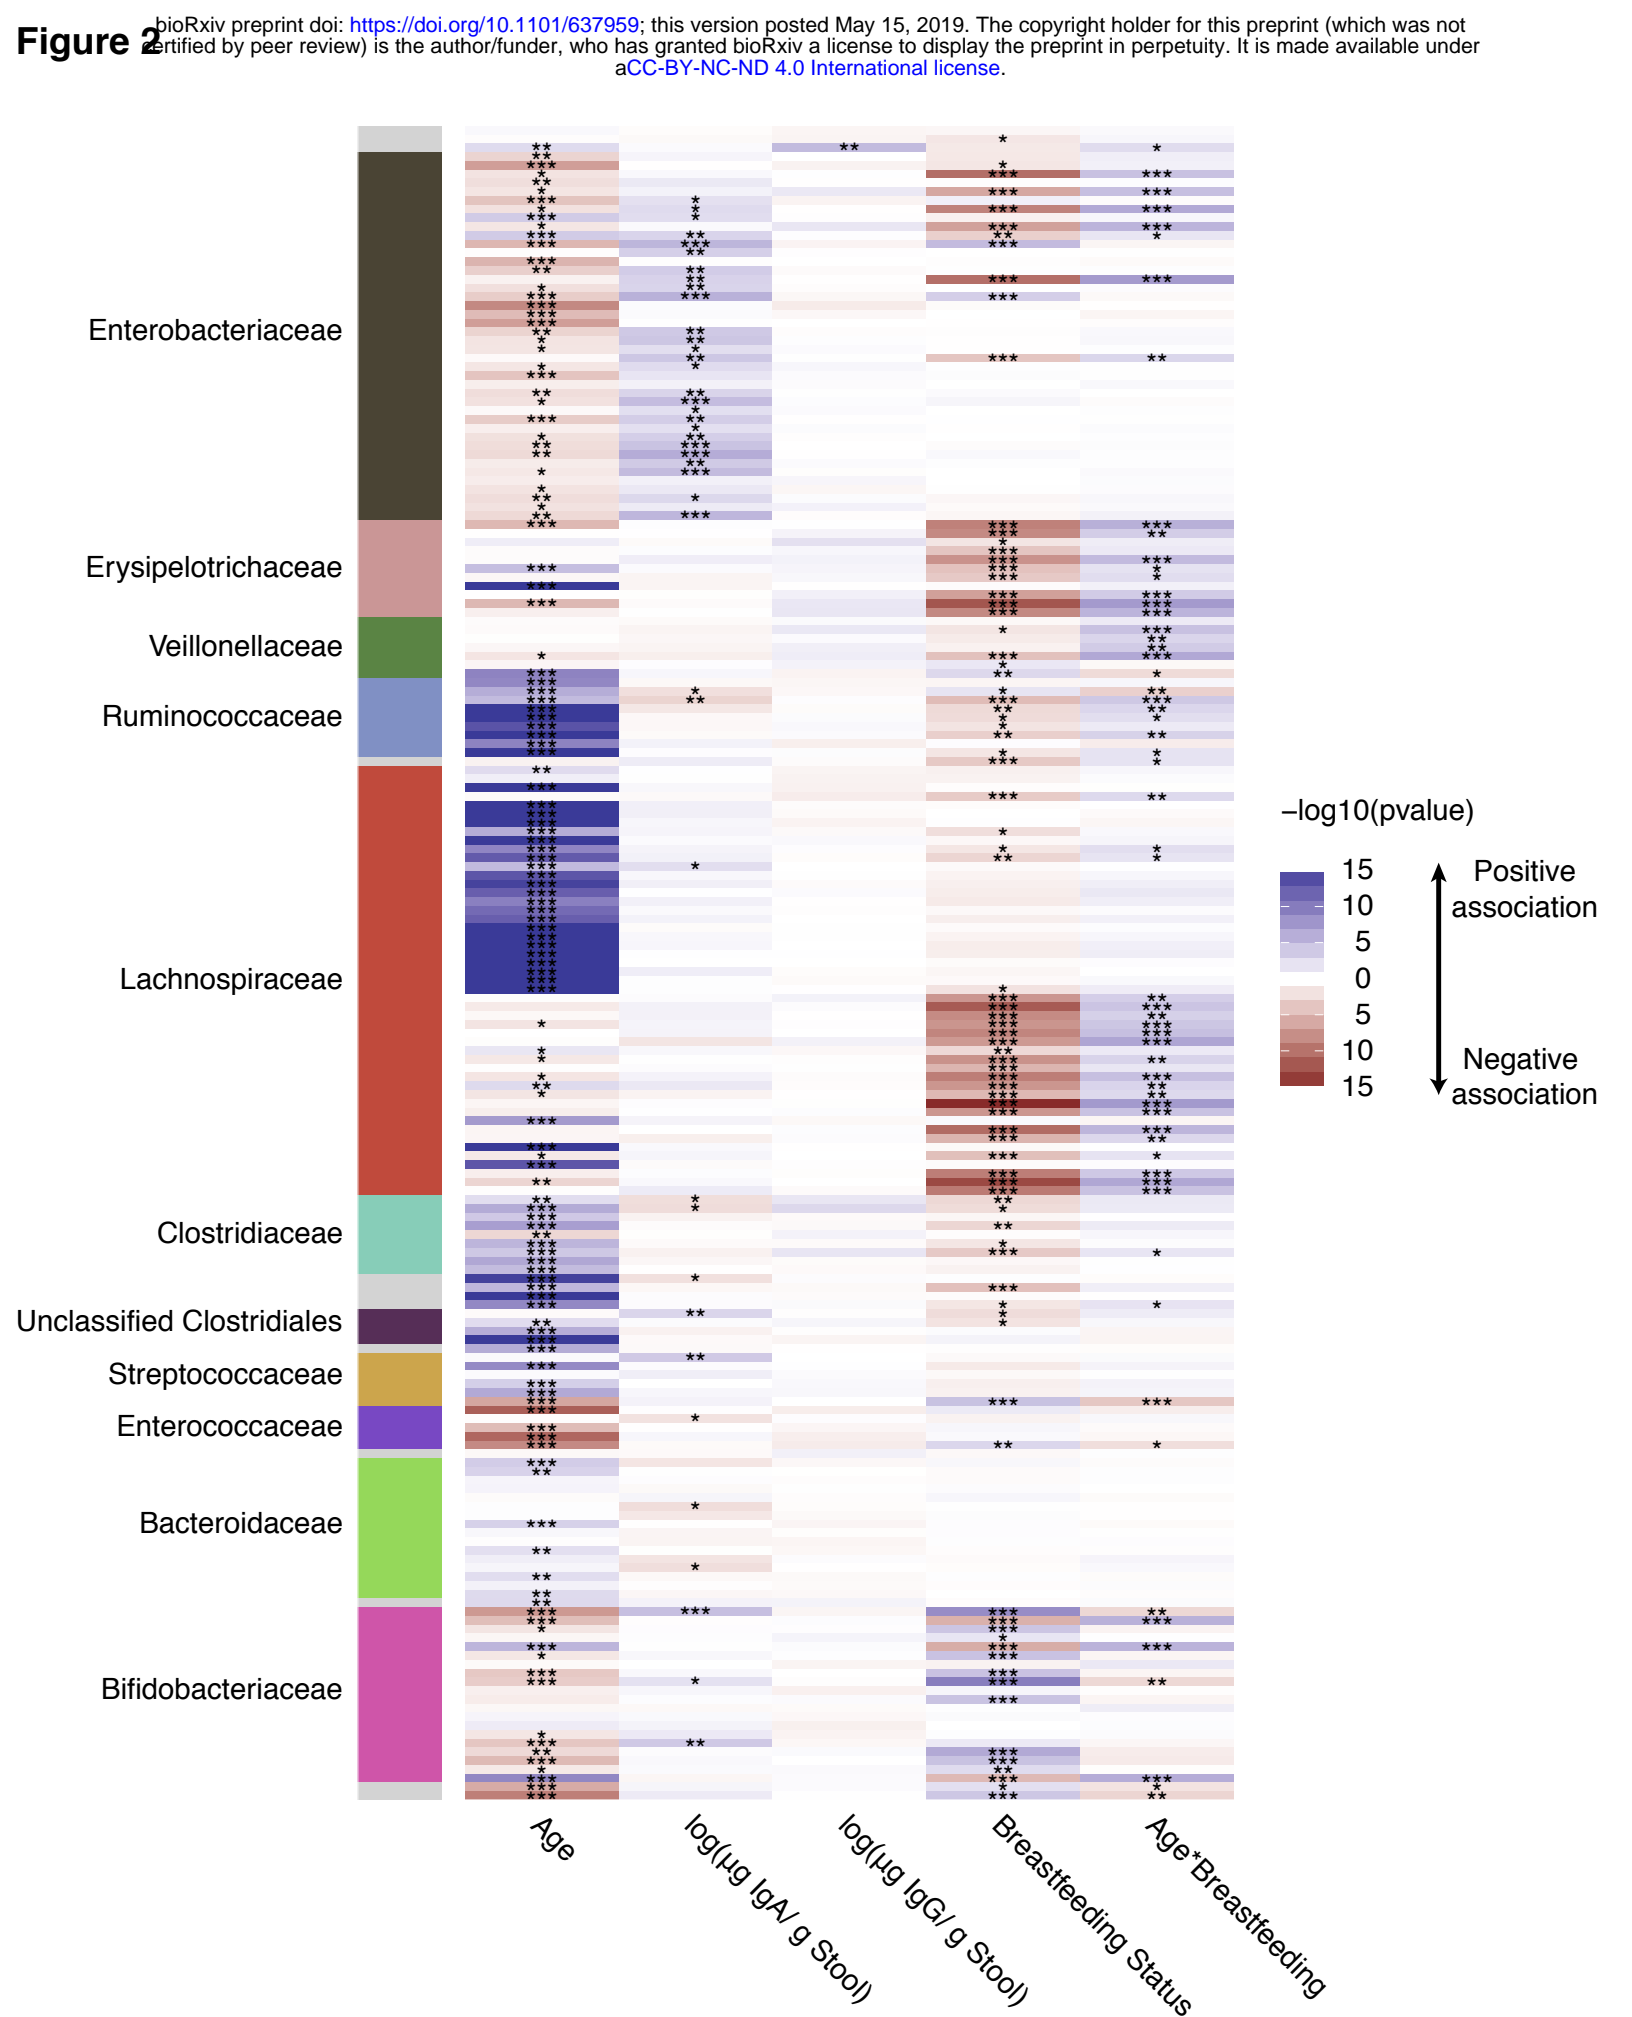 Figure 2
bioRxiv preprint doi: https://doi.org/10.1101/637959; this version posted May 15, 2019. The copyright holder for this preprint (which was not
certified by peer review) is the author/funder, who has granted bioRxiv a license to display the preprint in perpetuity. It is made available under
aCC-BY-NC-ND 4.0 International license.
Enterobacteriaceae
Erysipelotrichaceae
Veillonellaceae
Ruminococcaceae
Lachnospiraceae
Clostridiaceae
Unclassified Clostridiales
Streptococcaceae
Enterococcaceae
Bacteroidaceae
Bifidobacteriaceae
−log10(pvalue)
15
10
5
0
5
10
15
Positive
association
Negative
association
Age
log(µg IgA/ g Stool)
log(µg IgG/ g Stool)
Breastfeeding Status
Age*Breastfeeding